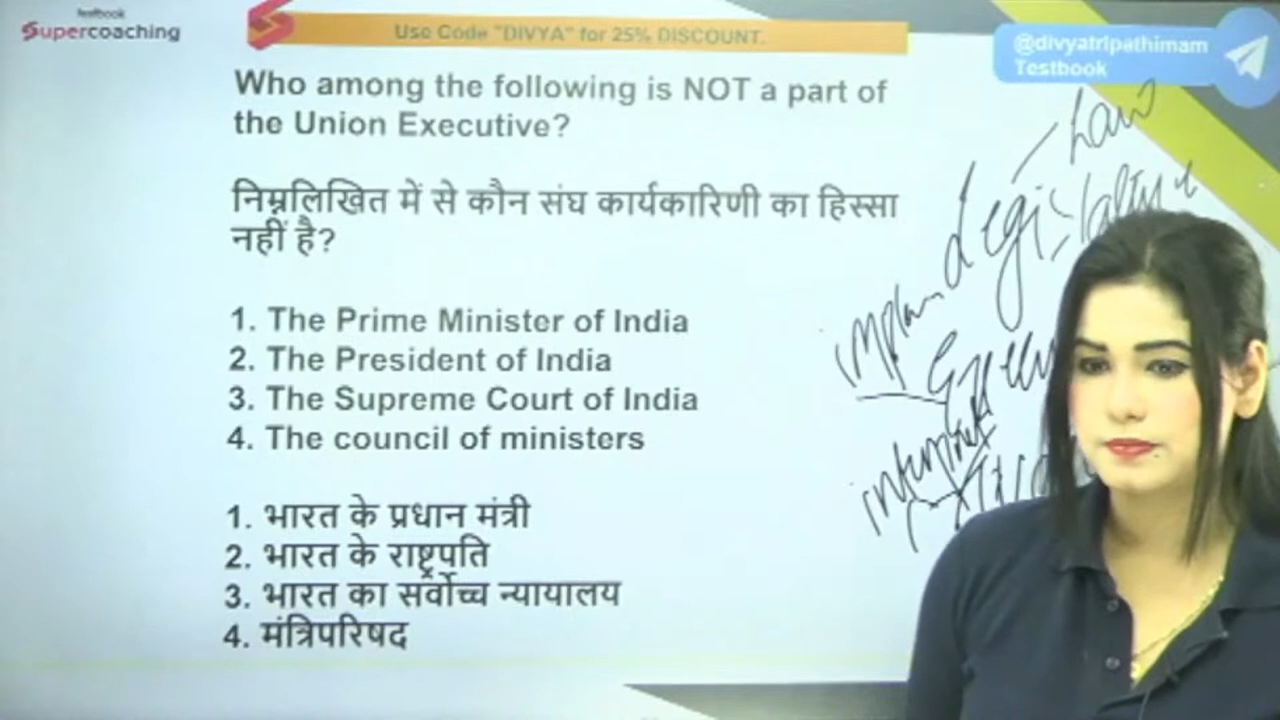 testbook
Supercoaching
Use Code "DIVYA" for 25% DISCOUNT.
@divyatripathimam
Testbook
Who among the following is NOT a part of
the Union Executive?
निम्नलिखित में से कौन संघ कार्यकारिणी का हिस्सा
नहीं है?
1. The Prime Minister of India
2. The President of India
3. The Supreme Court of India
4. The council of ministers
1. भारत के प्रधान मंत्री
2. भारत के राष्ट्रपति
3. भारत का सर्वोच्च न्यायालय
4. मंत्रिपरिषद
Law
Legislature